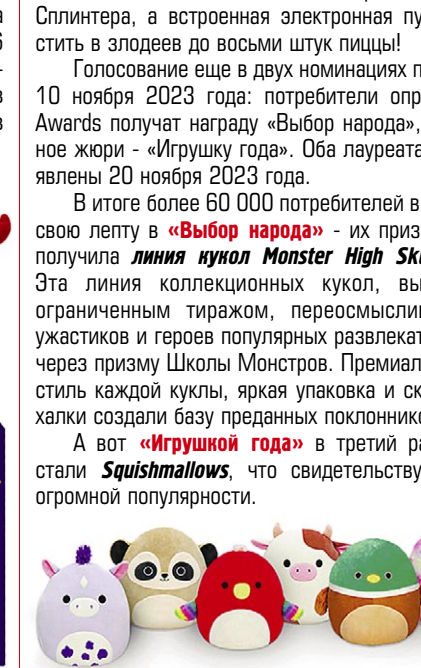 а
6
-
в
в
Сплинтера, а встроенная электронная пу
стить в злодеев до восьми штук пиццы!
Голосование еще в двух номинациях п
10 ноября 2023 года: потребители опр
Awards получат награду «Выбор народа»,
ное жюри - «Игрушку года». Оба лауреата
явлены 20 ноября 2023 года.
В итоге более 60 000 потребителей в
свою лепту в «Выбор народа» - их приз
получила линия кукол Monster High Sku
Эта линия коллекционных кукол, вы
ограниченным тиражом, переосмысли
ужастиков и героев популярных развлекат
через призму Школы Монстров. Премиал
стиль каждой куклы, яркая упаковка и ск
халки создали базу преданных поклоннико
А вот «Игрушкой года» в третий ра
стали Squishmallows, что свидетельству
огромной популярности.